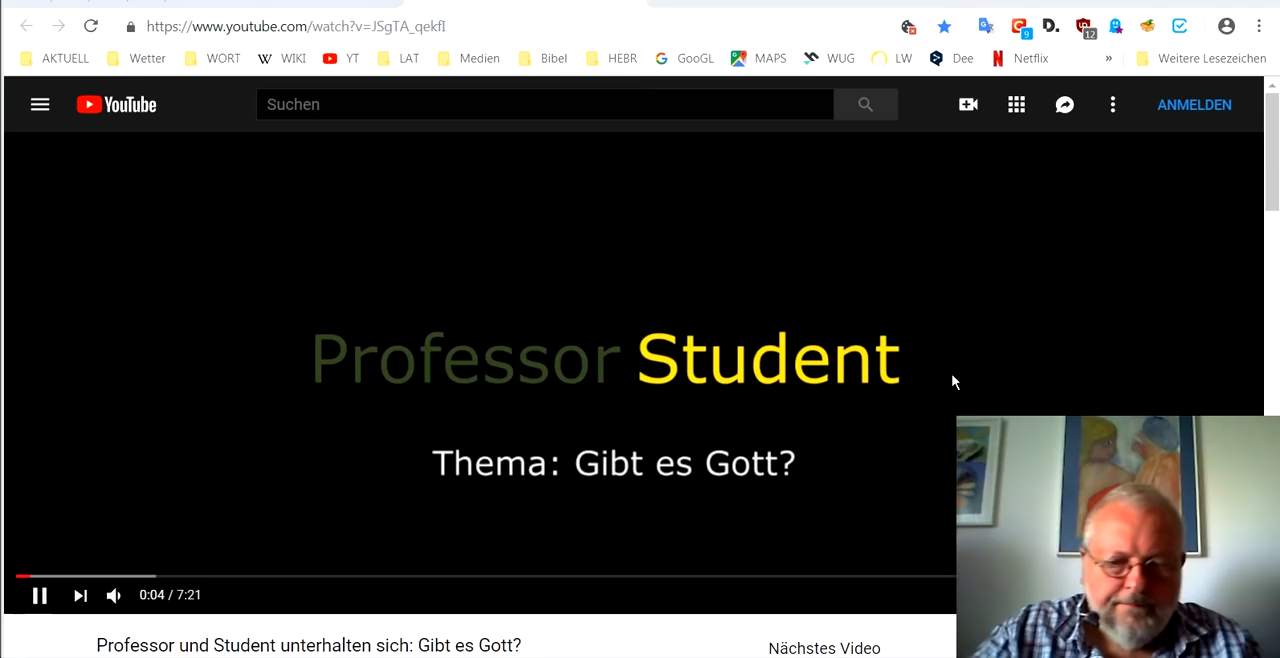 https://www.youtube.com/watch?v=JSgTA_qekfI
9
D.
12
AKTUELL Wetter WORT W WIKI YT LAT Medien Bibel HEBR GooGL MAPS WUG LW Dee Netflix » Weitere Lesezeichen
YouTube Suchen ANMELDEN
Professor Student
Thema: Gibt es Gott?
0:04 / 7:21
Professor und Student unterhalten sich: Gibt es Gott?
Nächstes Video